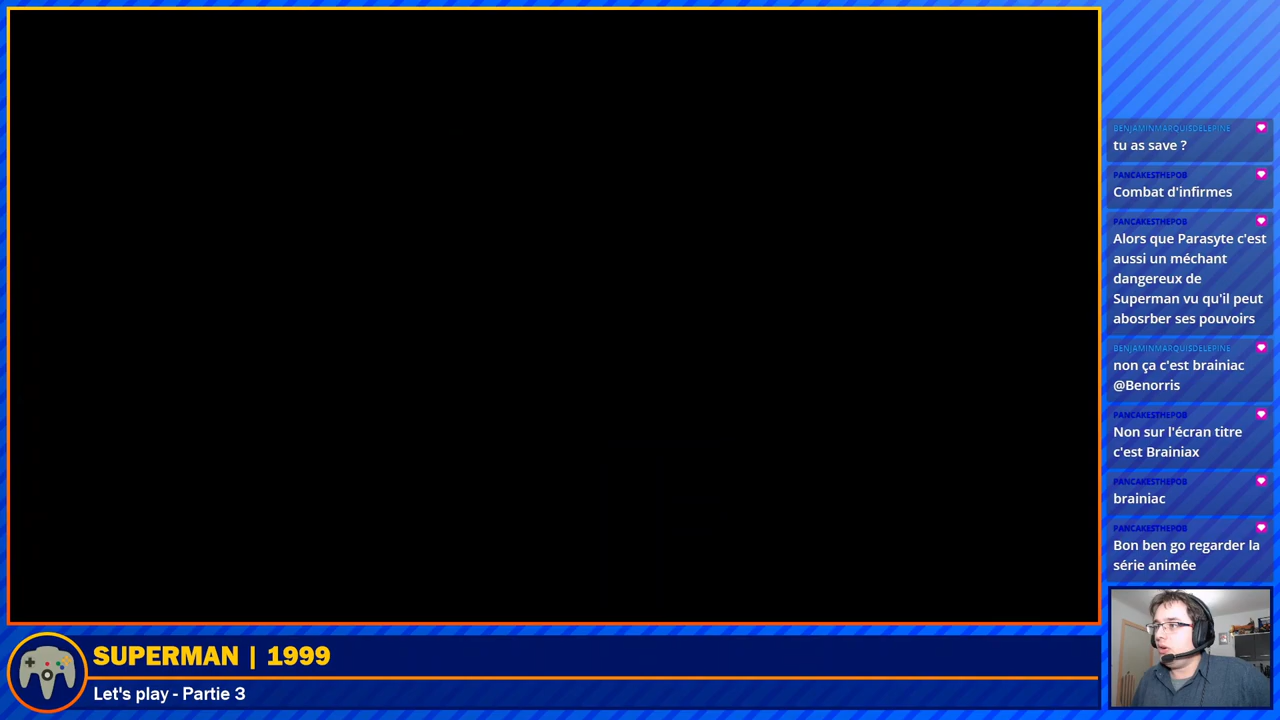 BENJAMINMARQUISDELEPINE
tu as save ?
PANCAKESTHEPOB
Combat d'infirmes
PANCAKESTHEPOB
Alors que Parasyte c'est
aussi un méchant
dangereux de
Superman vu qu'il peut
abosrber ses pouvoirs
BENJAMINMARQUISDELEPINE
non ça c'est brainiac
@Benorris
PANCAKESTHEPOB
Non sur l'écran titre
c'est Brainiax
PANCAKESTHEPOB
brainiac
PANCAKESTHEPOB
Bon ben go regarder la
série animée
SUPERMAN | 1999
Let's play - Partie 3